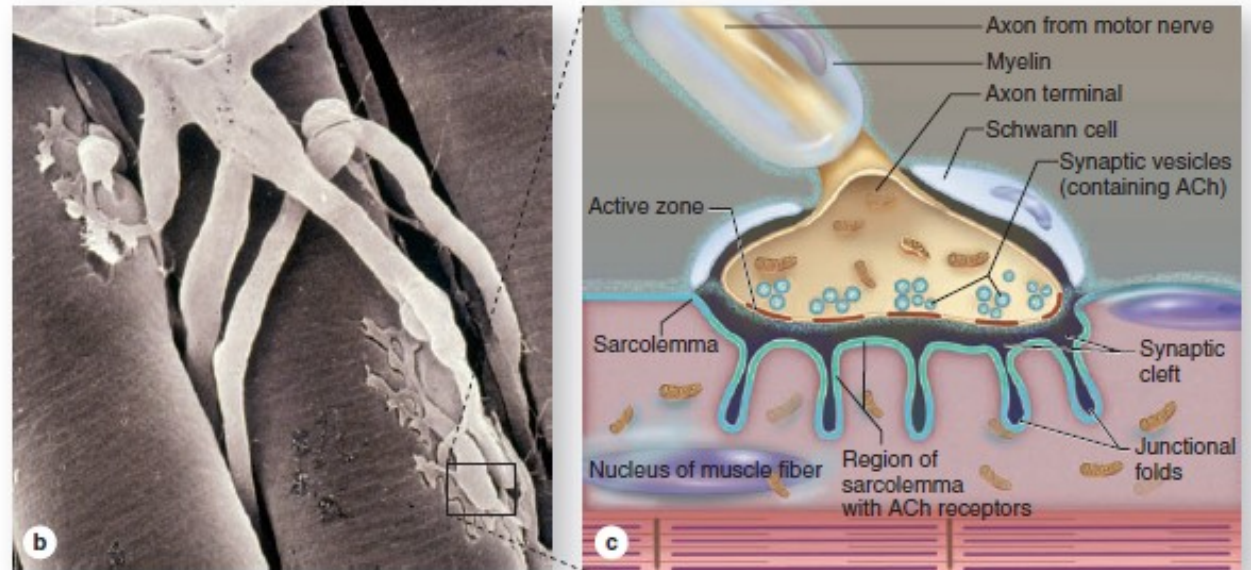 Axon from motor nerve
Myelin
Axon terminal
Schwann cell
Synaptic vesicles
(containing ACh)
Active zone
Sarcolemma
Synaptic
cleft
Junctional
folds
Nucleus of muscle fiber
Region of
sarcolemma
with ACh receptors
b
c